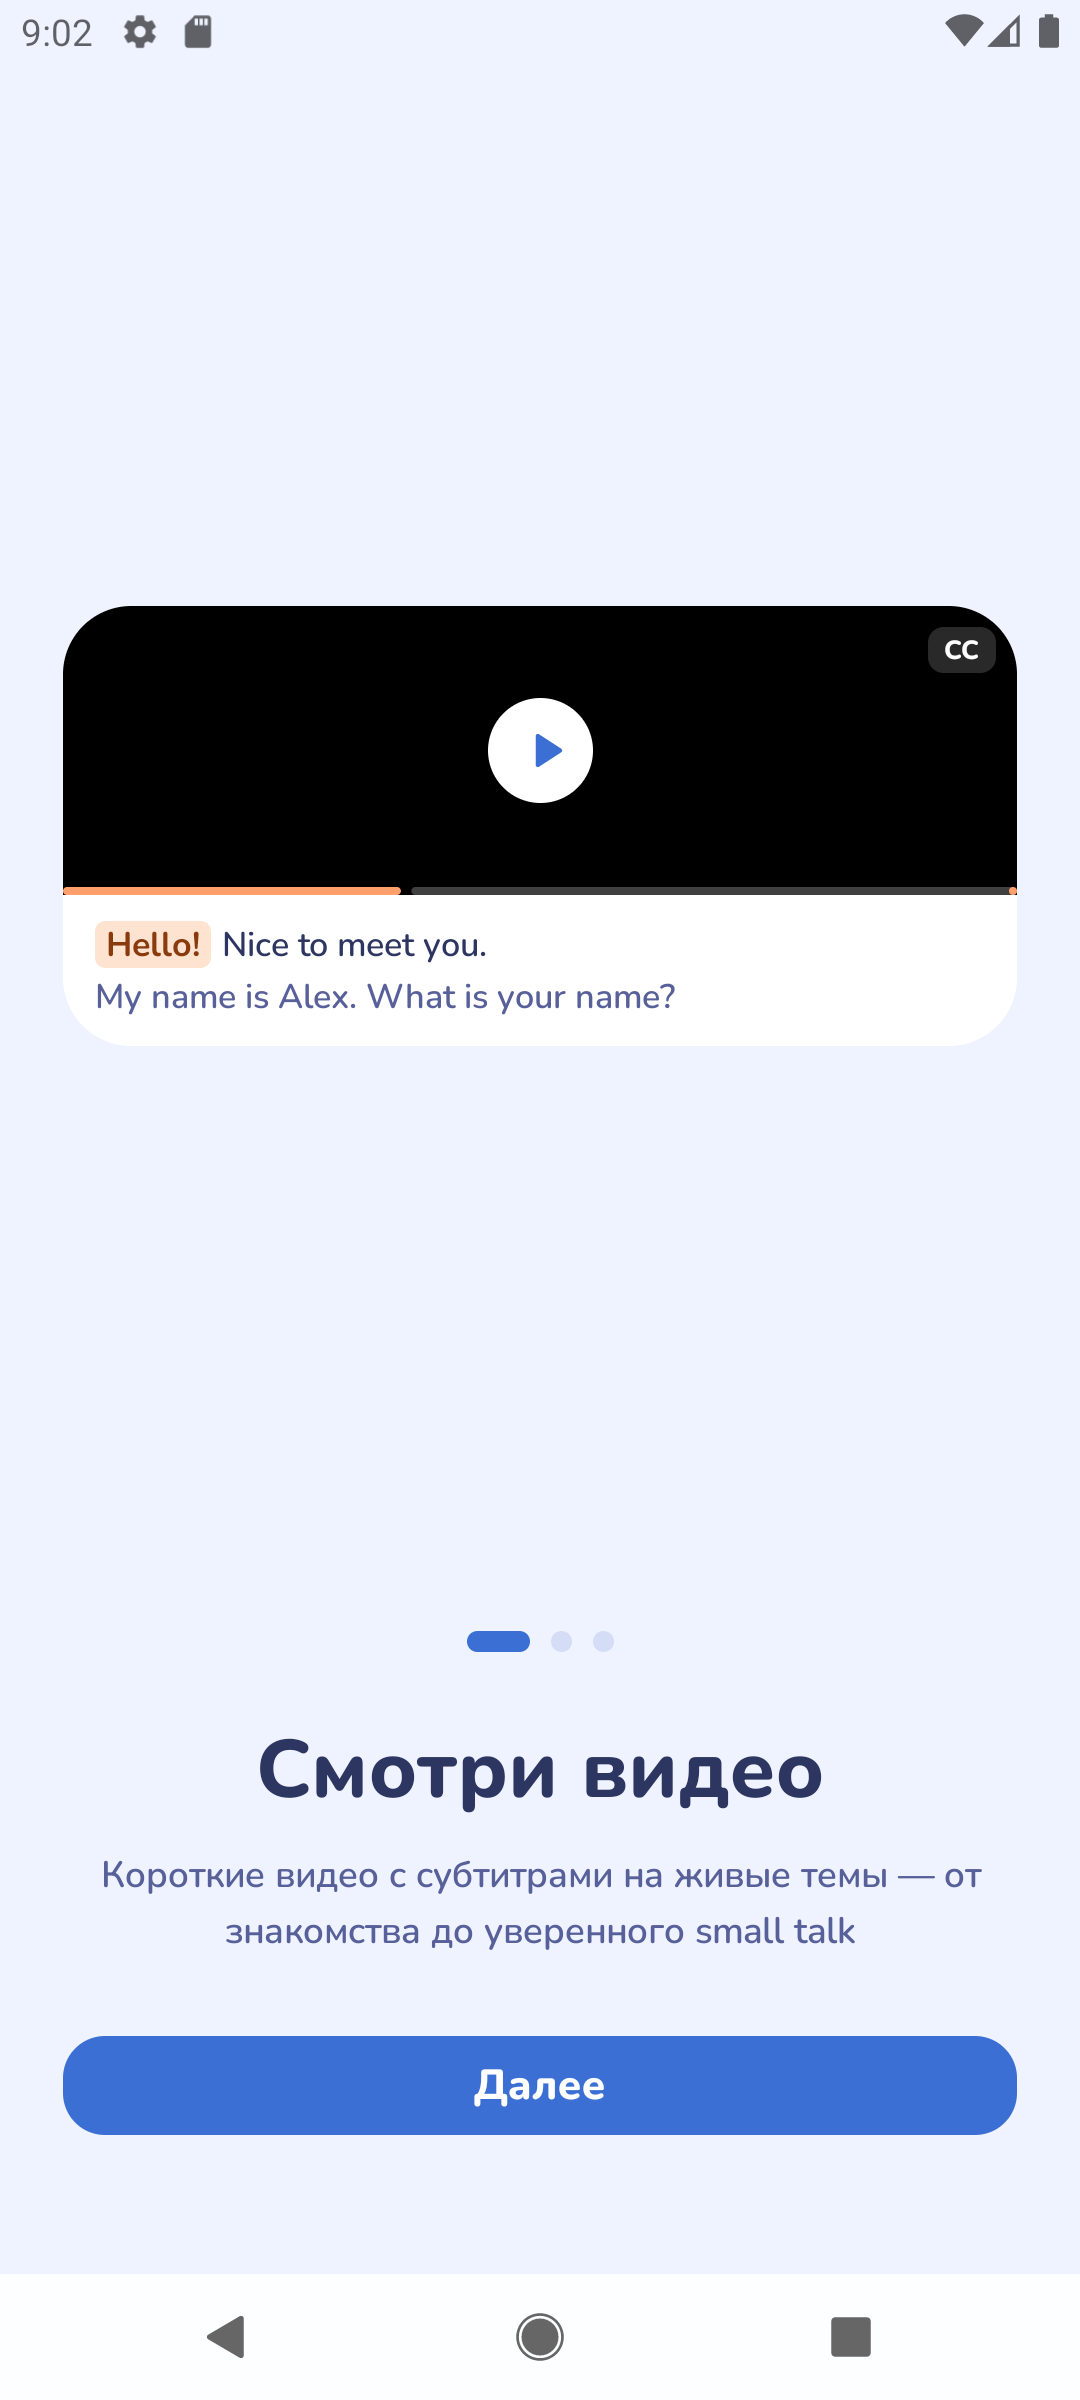 9:02
CC
Hello! Nice to meet you.
My name is Alex. What is your name?
Смотри видео
Короткие видео с субтитрами на живые темы — от
знакомства до уверенного small talk
Далее